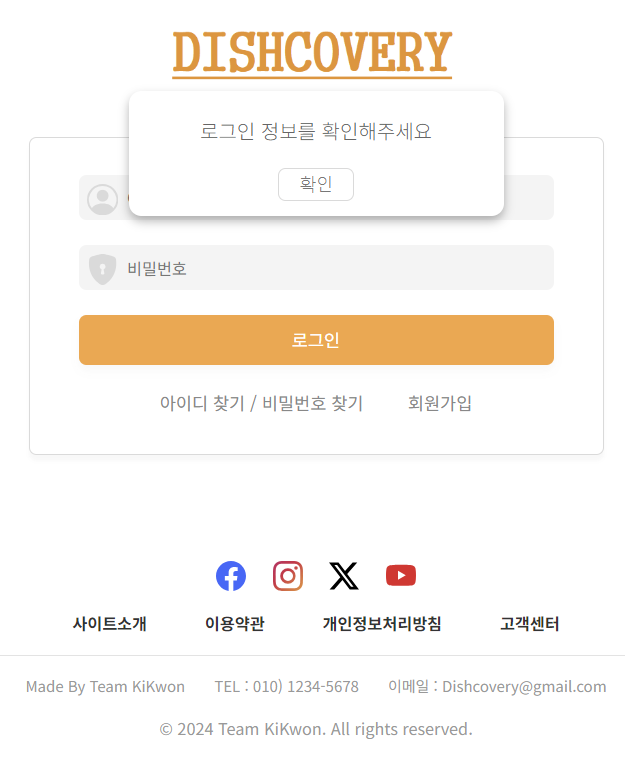 DISHCOVERY
로그인 정보를 확인해주세요
확인
비밀번호
로그인
아이디 찾기 / 비밀번호 찾기 회원가입
사이트소개 이용약관 개인정보처리방침 고객센터
Made By Team KiKwon TEL : 010) 1234-5678 이메일 : Dishcovery@gmail.com
© 2024 Team KiKwon. All rights reserved.